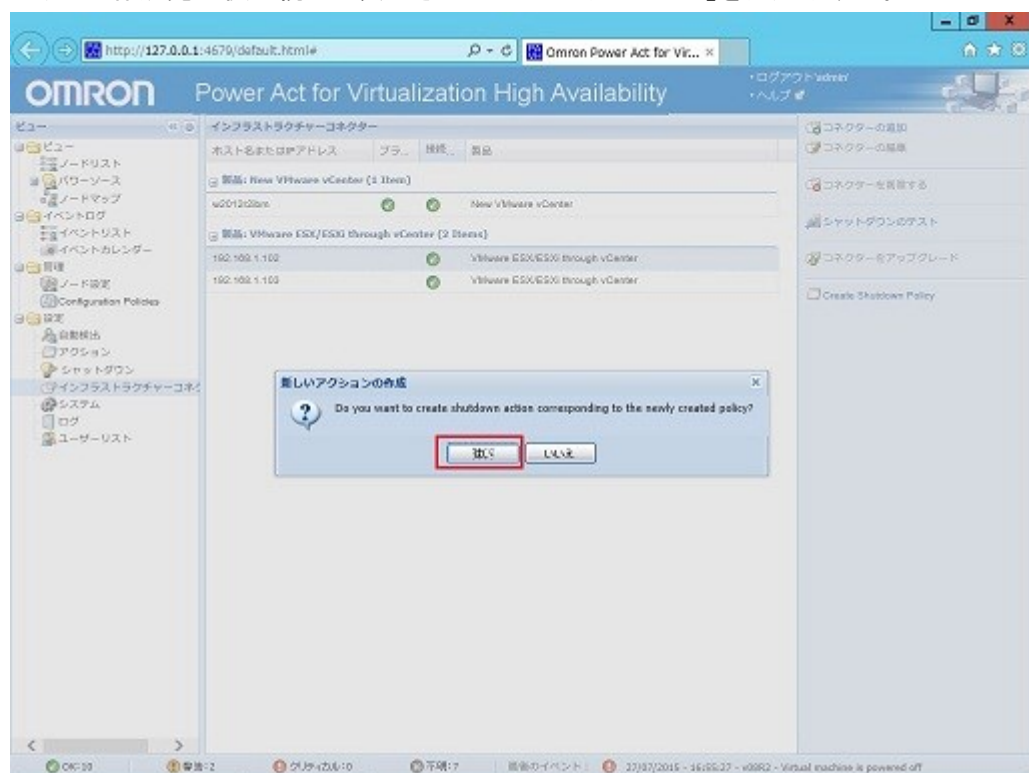 http://127.0.0.1:4679/default.html#
Omron Power Act for Vir...
OMRON
Power Act for Virtualization High Availability
ログアウト 'admin'
ヘルプ
ビュー
インフラストラクチャーコネクター
コネクターの追加
コネクターの編集
コネクターを削除する
シャットダウンのテスト
コネクターをアップグレード
Create Shutdown Policy
ビュー
ノードリスト
パワーソース
ノードマップ
イベントログ
イベントリスト
イベントカレンダー
管理
ノード設定
Configuration Policies
設定
自動検出
アクション
シャットダウン
インフラストラクチャーコネク
システム
ログ
ユーザーリスト
ホスト名またはIPアドレス プラ... 接続... 製品
製品: New VMware vCenter (1 Item)
New VMware vCenter
製品: VMware ESX/ESXi through vCenter (2 Items)
192.168.1.102 VMware ESX/ESXi through vCenter
192.168.1.103 VMware ESX/ESXi through vCenter
新しいアクションの作成
Do you want to create shutdown action corresponding to the newly created policy?
はい いいえ
OK:10 警告:2 クリティカル:0 不明:7 最後のイベント: 27/07/2015 - 16:55:27 - v08R2 - Virtual machine is powered off